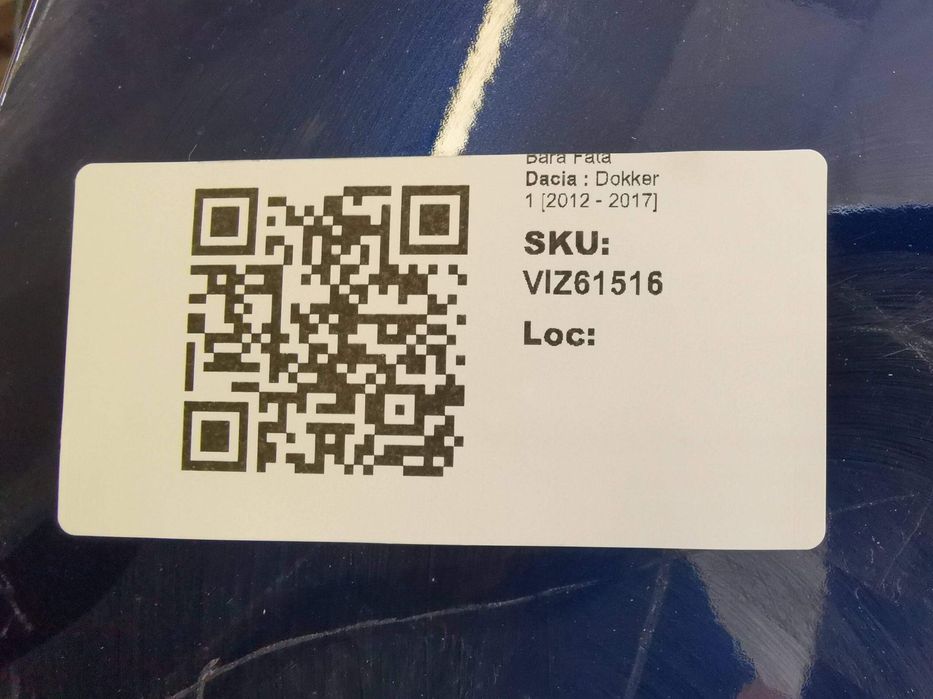 Bara Fata
Dacia : Dokker
1 [2012 - 2017]
SKU:
VIZ61516
Loc: